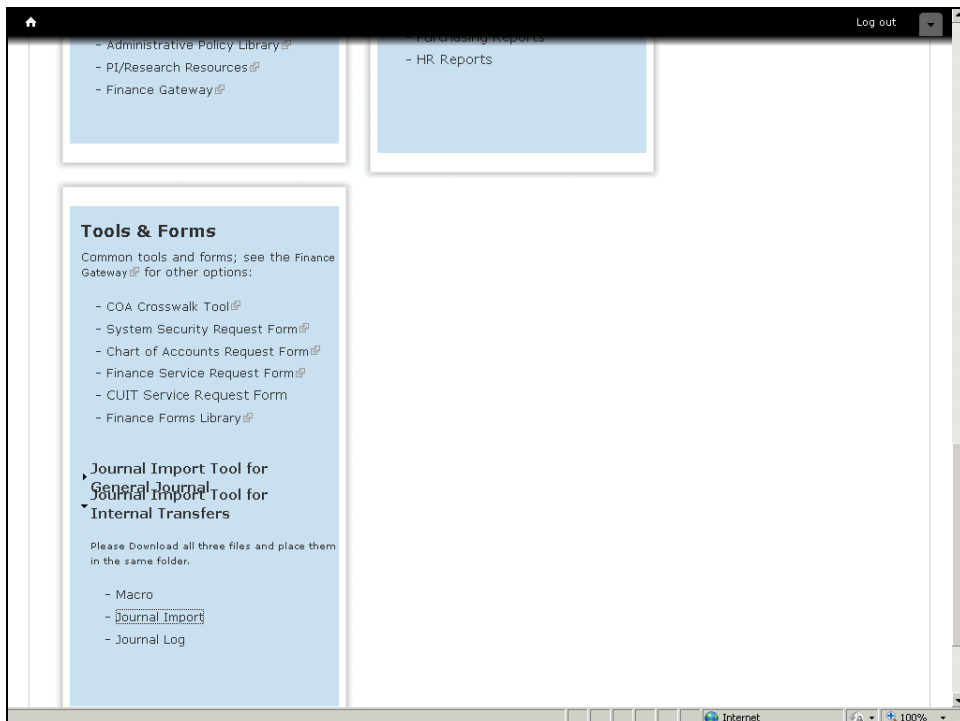 Log out
- Administrative Policy Library
- PI/Research Resources
- Finance Gateway
- Purchasing Reports
- HR Reports
Tools & Forms
Common tools and forms; see the Finance
Gateway for other options:
- COA Crosswalk Tool
- System Security Request Form
- Chart of Accounts Request Form
- Finance Service Request Form
- CUIT Service Request Form
- Finance Forms Library
Journal Import Tool for
General Journal
Journal Import Tool for
Internal Transfers
Please Download all three files and place them
in the same folder.
- Macro
- Journal Import
- Journal Log
Internet
100%